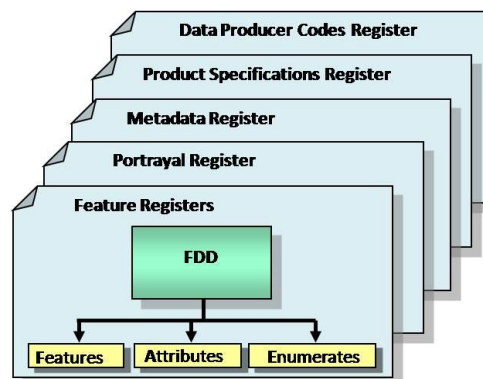 Data Producer Codes Register
Product Specifications Register
Metadata Register
Portrayal Register
Feature Registers
FDD
Features
Attributes
Enumerates